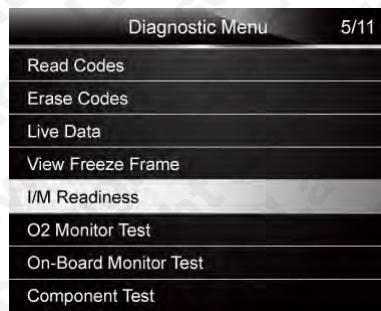 Diagnostic Menu 5/11
Read Codes
Erase Codes
Live Data
View Freeze Frame
I/M Readiness
O2 Monitor Test
On-Board Monitor Test
Component Test